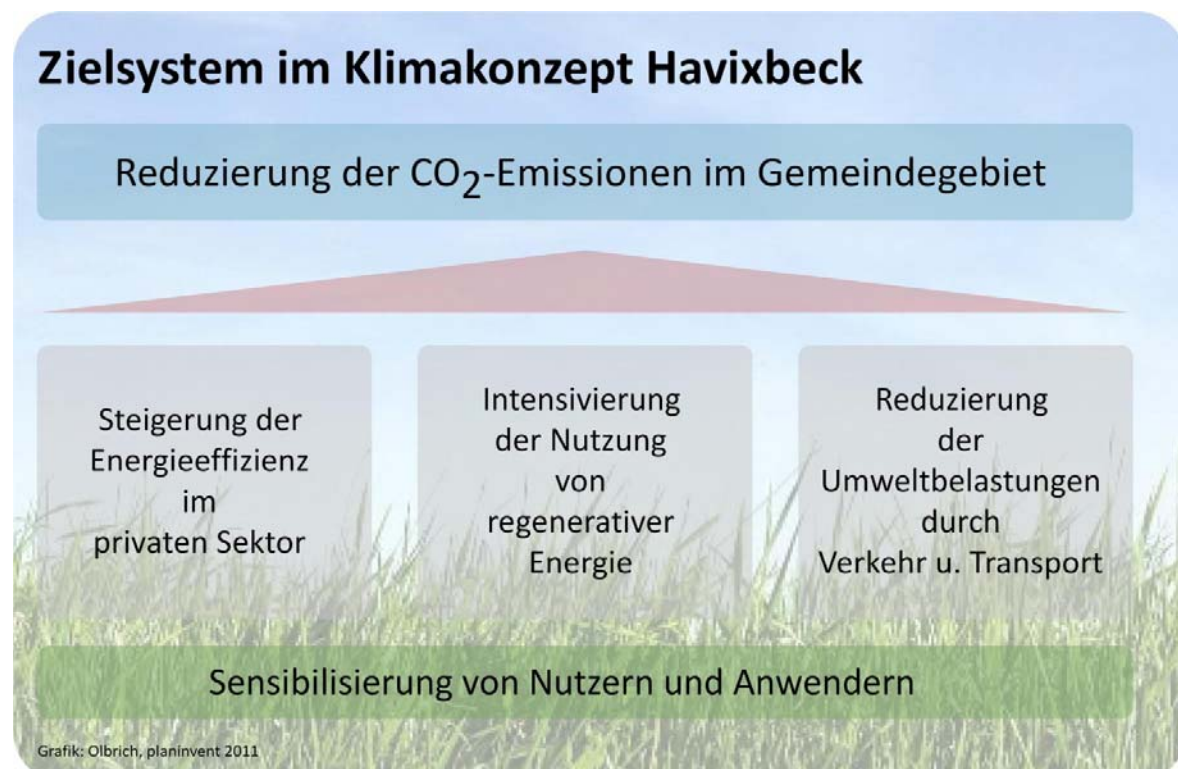 Zielsystem im Klimakonzept Havixbeck
Reduzierung der CO₂-Emissionen im Gemeindegebiet
Steigerung der
Energieeffizienz
im
privaten Sektor
Intensivierung
der Nutzung
von
regenerativer
Energie
Reduzierung
der
Umweltbelastungen
durch
Verkehr u. Transport
Sensibilisierung von Nutzern und Anwendern
Grafik: Olbrich, planinvent 2011